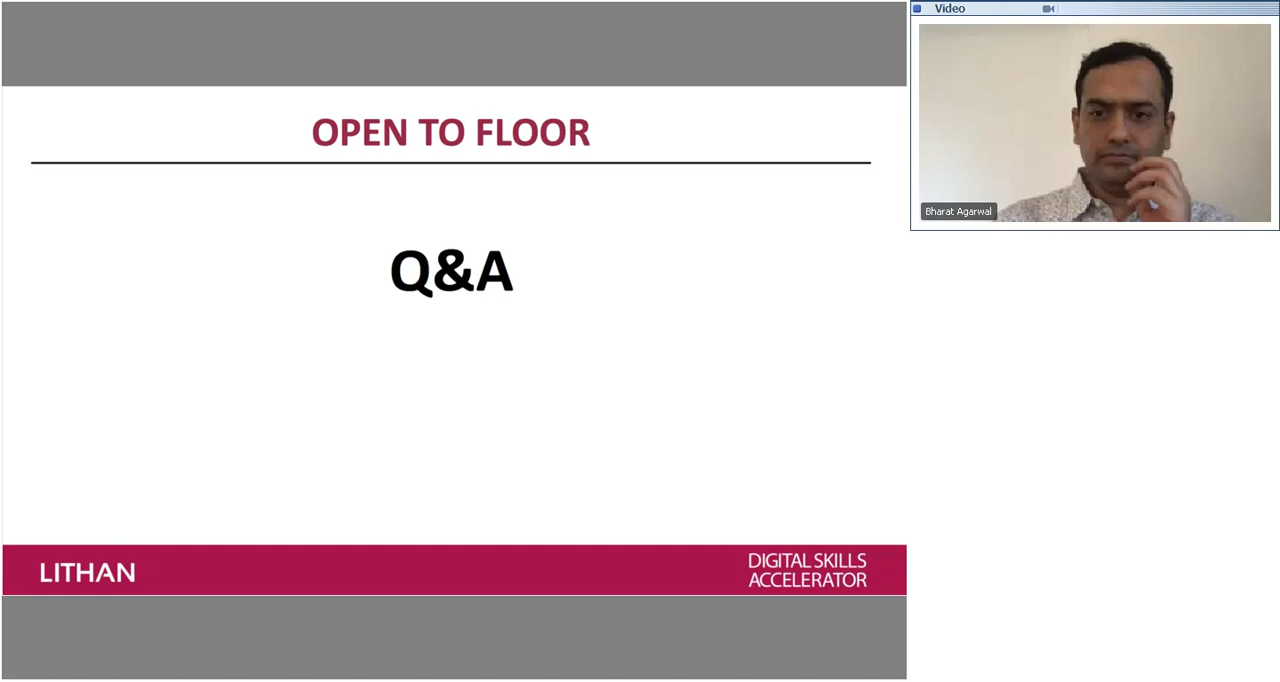 Video
OPEN TO FLOOR
Bharat Agarwal
Q&A
LITHAN
DIGITAL SKILLS
ACCELERATOR